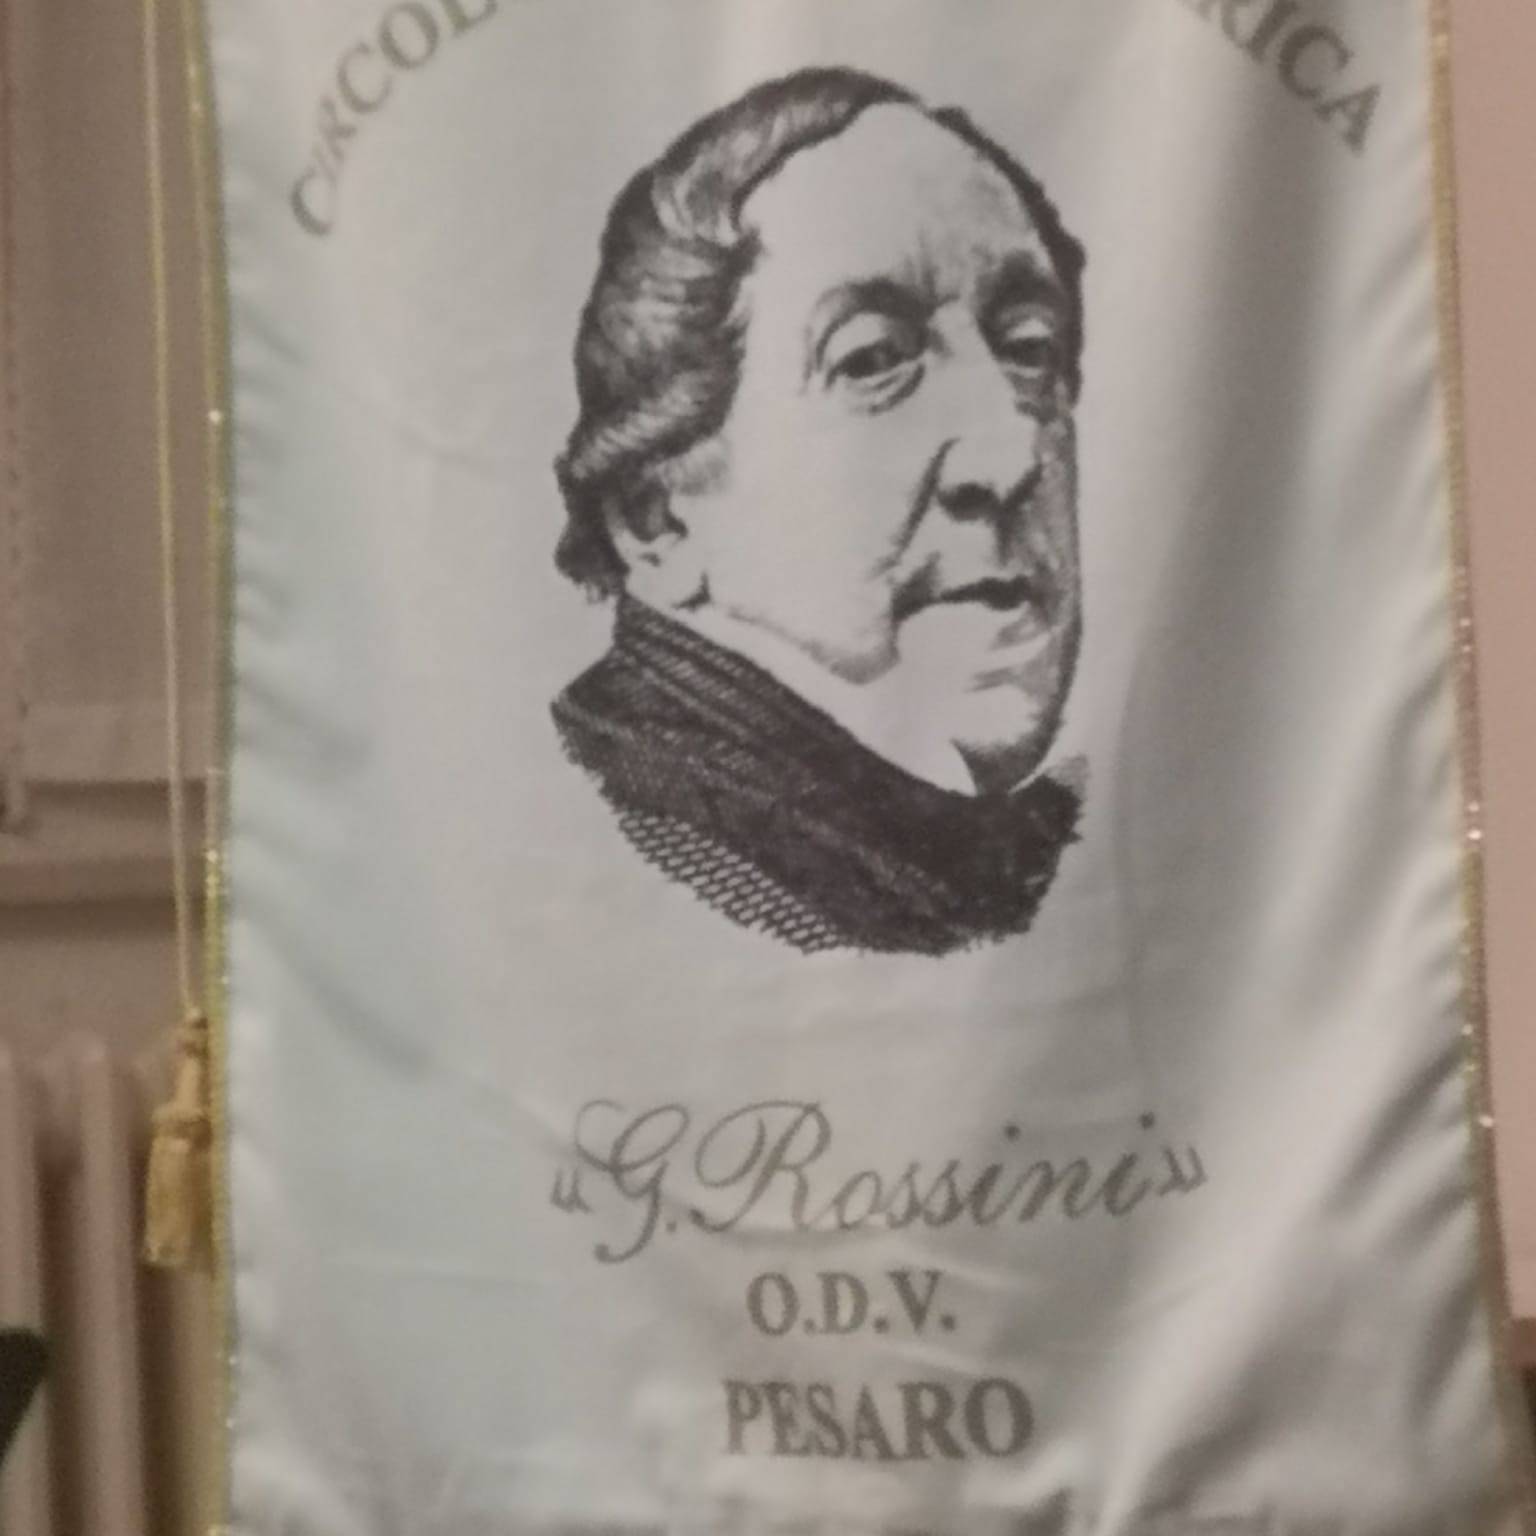 «G. Rossini»
O.D.V.
PESARO